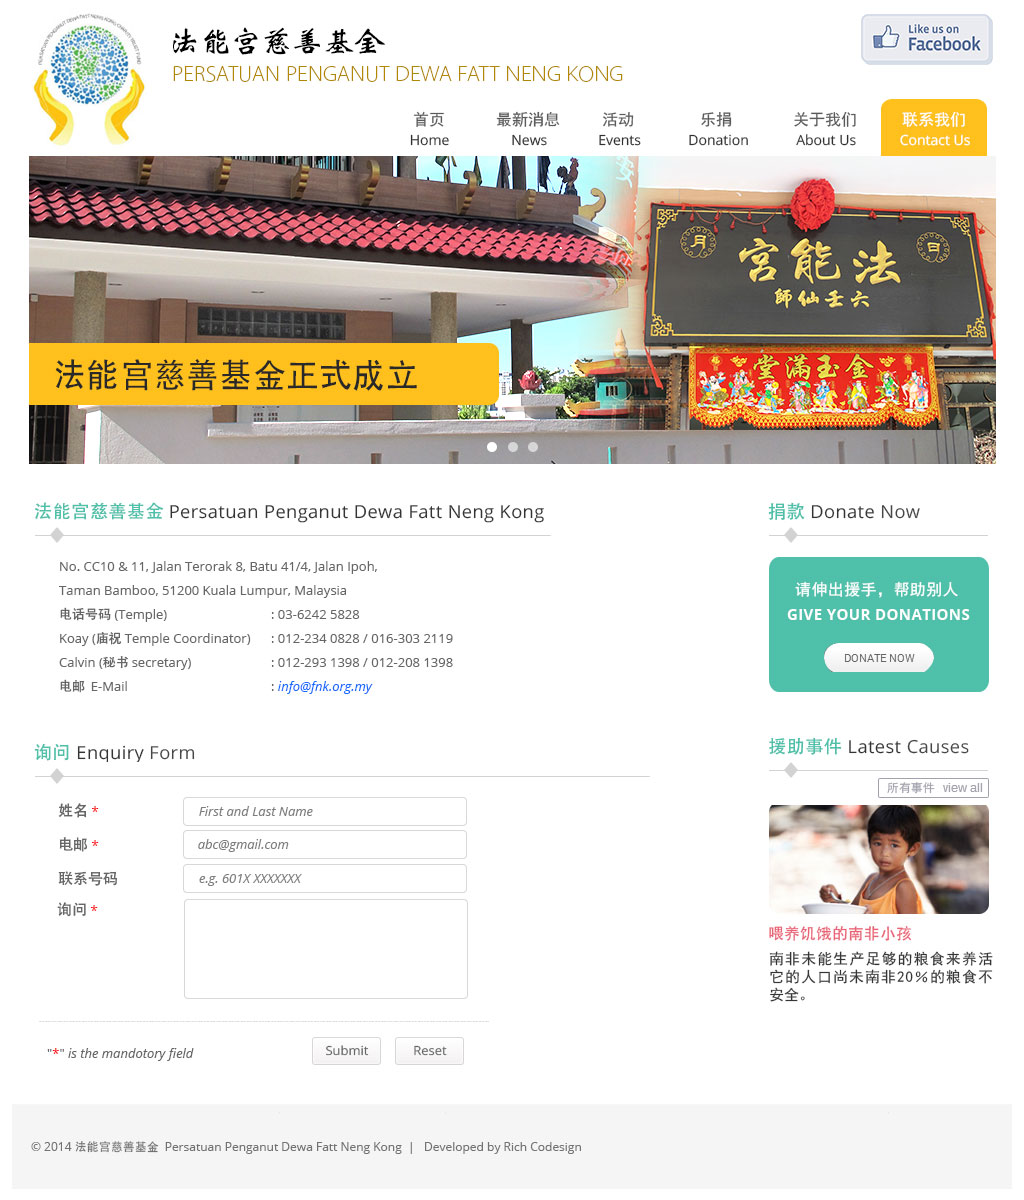 法能宫慈善基金
PERSATUAN PENGANUT DEWA FATT NENG KONG
Like us on
Facebook
首页 最新消息 活动 乐捐 关于我们 联系我们
Home News Events Donation About Us Contact Us
月 日
宮能法
師仙壬六
堂滿玉金
法能宫慈善基金正式成立
法能宫慈善基金 Persatuan Penganut Dewa Fatt Neng Kong
No. CC10 & 11, Jalan Terorak 8, Batu 41/4, Jalan Ipoh,
Taman Bamboo, 51200 Kuala Lumpur, Malaysia
电话号码 (Temple) : 03-6242 5828
Koay (庙祝 Temple Coordinator) : 012-234 0828 / 016-303 2119
Calvin (秘书 secretary) : 012-293 1398 / 012-208 1398
电邮 E-Mail : info@fnk.org.my
捐款 Donate Now
请伸出援手，帮助别人
GIVE YOUR DONATIONS
DONATE NOW
询问 Enquiry Form
姓名 * First and Last Name
电邮 * abc@gmail.com
联系号码 e.g. 601X XXXXXXX
询问 *
"*" is the mandotory field
Submit Reset
援助事件 Latest Causes
所有事件 view all
喂养饥饿的南非小孩
南非未能生产足够的粮食来养活
它的人口尚未南非20%的粮食不
安全。
© 2014 法能宫慈善基金 Persatuan Penganut Dewa Fatt Neng Kong | Developed by Rich Codesign